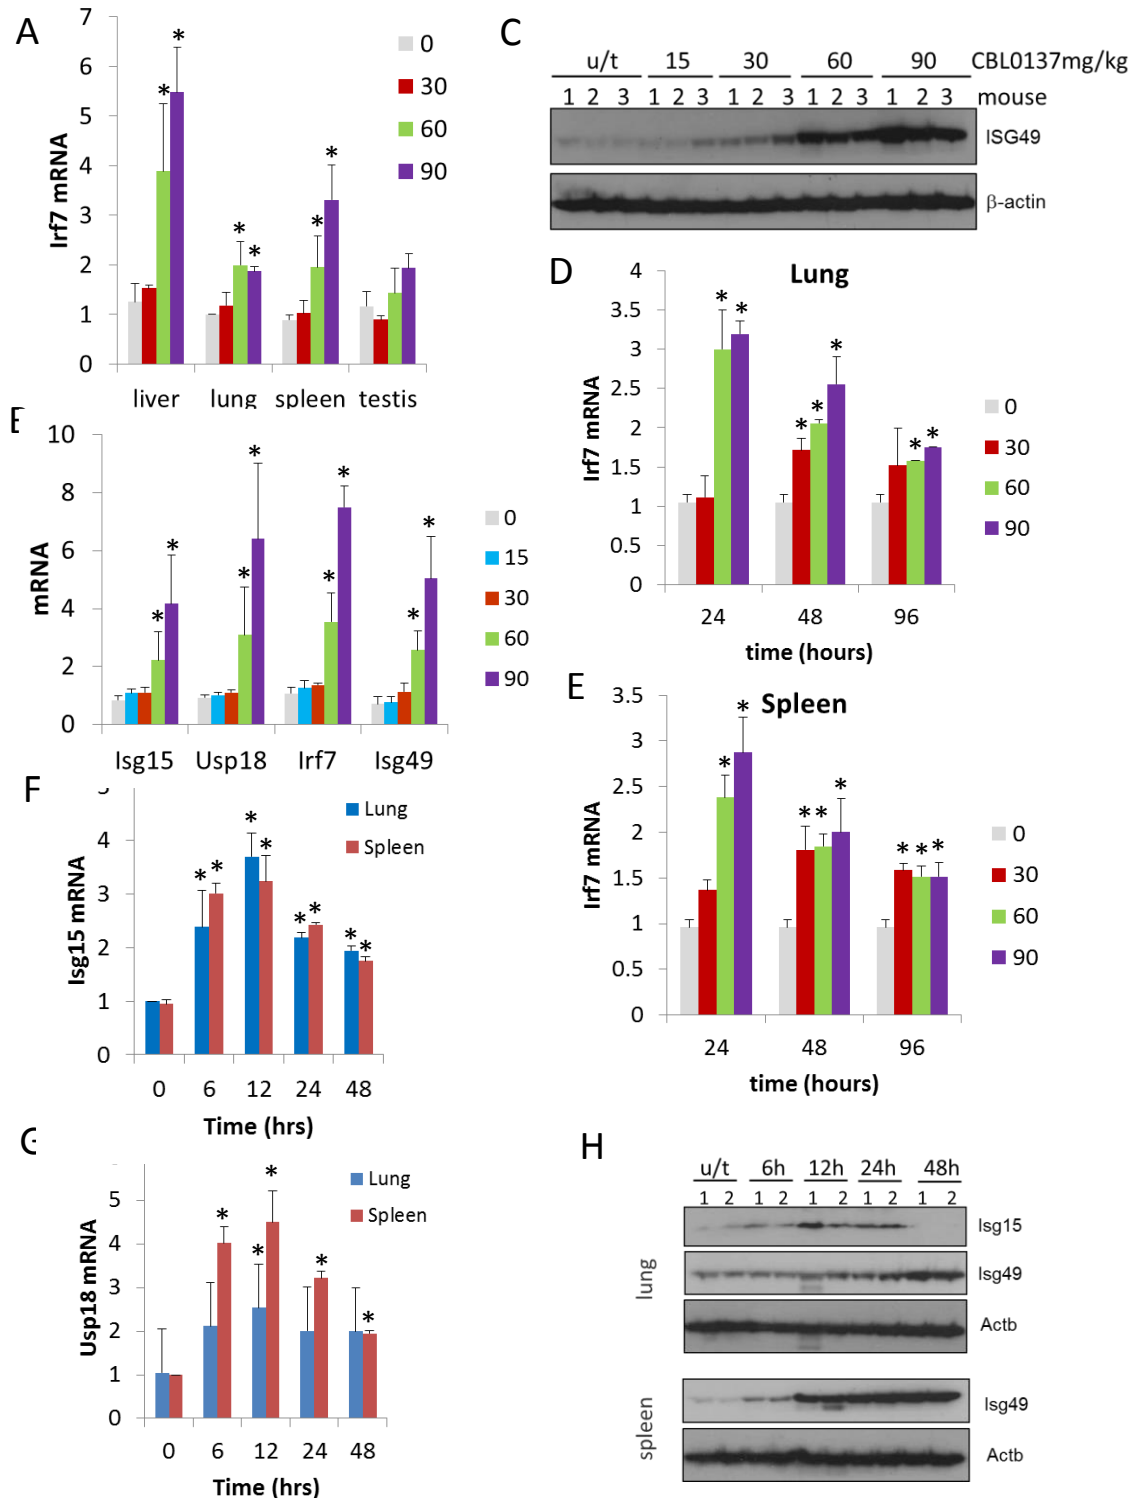 A
7
6
5
4
3
2
1
0
Irf7 mRNA
* * * * * *
liver lung spleen testis
0
30
60
90
C
u/t 15 30 60 90 CBL0137mg/kg
1 2 3 1 2 3 1 2 3 1 2 3 1 2 3 mouse
ISG49
β-actin
D
Lung
4
3.5
3
2.5
2
1.5
1
0.5
0
Irf7 mRNA
* * * * * * *
24 48 96
time (hours)
0
30
60
90
10
8
6
4
2
0
mRNA
* * * * * * * *
Isg15 Usp18 Irf7 Isg49
0
15
30
60
90
E
Spleen
3.5
3
2.5
2
1.5
1
0.5
0
Irf7 mRNA
* * * * * * * *
24 48 96
time (hours)
0
30
60
90
F
4
3
2
1
0
Isg15 mRNA
* * * * * * * *
0 6 12 24 48
Time (hrs)
Lung
Spleen
5
4
3
2
1
0
Usp18 mRNA
* * * * *
0 6 12 24 48
Time (hrs)
Lung
Spleen
H
u/t 6h 12h 24h 48h
1 2 1 2 1 2 1 2 1 2
lung
Isg15
Isg49
Actb
spleen
Isg49
Actb